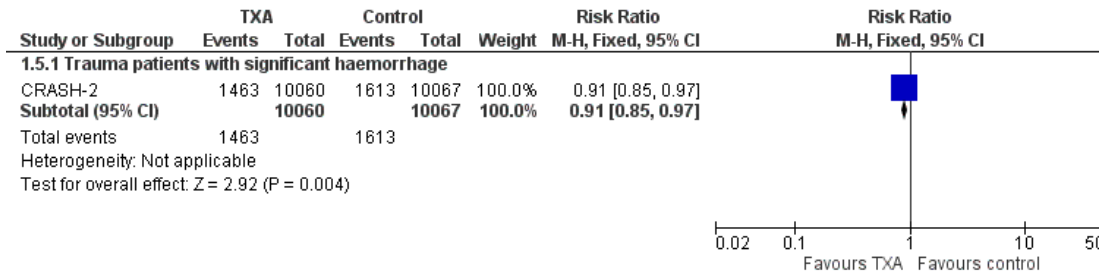 TXA Control Risk Ratio Risk Ratio
Study or Subgroup Events Total Events Total Weight M-H, Fixed, 95% CI M-H, Fixed, 95% CI
1.5.1 Trauma patients with significant haemorrhage
CRASH-2 1463 10060 1613 10067 100.0% 0.91 [0.85, 0.97]
Subtotal (95% CI) 10060 10067 100.0% 0.91 [0.85, 0.97]
Total events 1463 1613
Heterogeneity: Not applicable
Test for overall effect: Z = 2.92 (P = 0.004)
0.02 0.1 1 10 50
Favours TXA Favours control